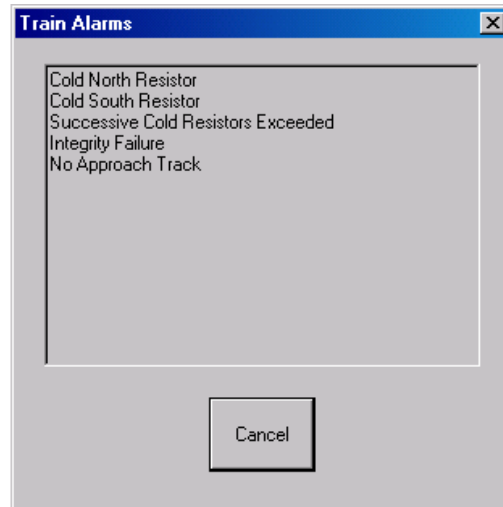 Train Alarms
Cold North Resistor
Cold South Resistor
Successive Cold Resistors Exceeded
Integrity Failure
No Approach Track
Cancel